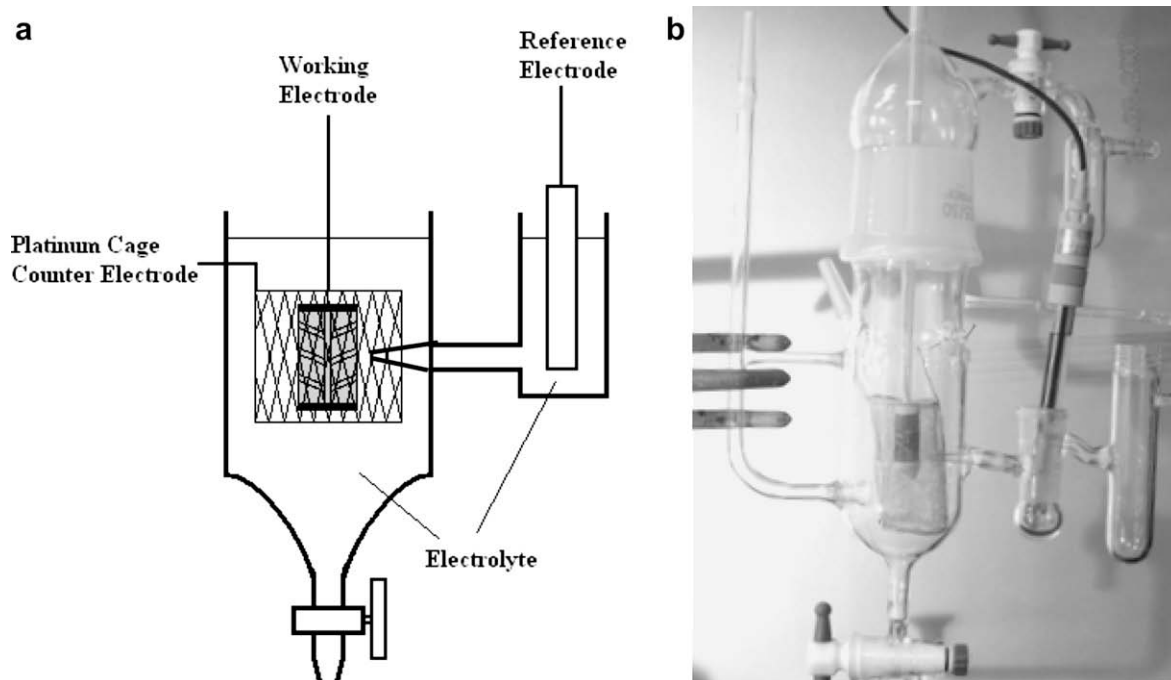 a
Working
Electrode
Reference
Electrode
Platinum Cage
Counter Electrode
Electrolyte
b